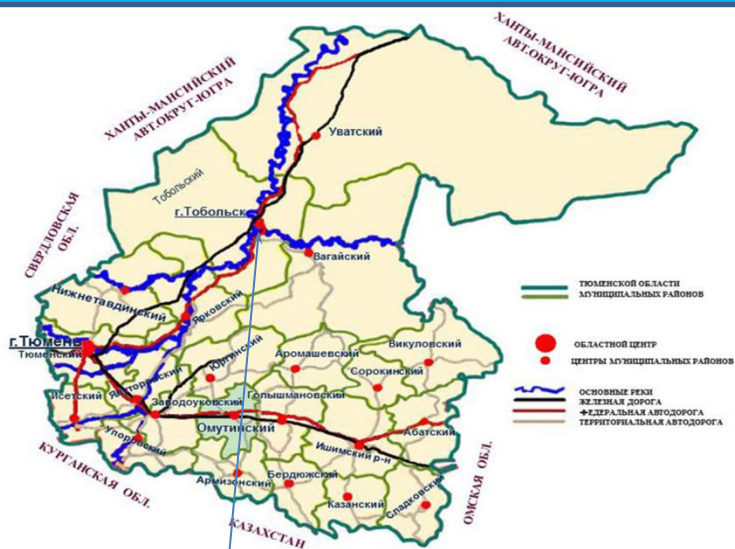 ХАНТЫ-МАНСИЙСКИЙ
АВТ.ОКРУГ-ЮГРА
ХАНТЫ-МАНСИЙСКИЙ
АВТ.ОКРУГ-ЮГРА
Уватский
Тобольский
г.Тобольск
СВЕРДЛОВСКАЯ
ОБЛ.
Вагайский
Нижнетавдинский
Ярковский
ТЮМЕНСКОЙ ОБЛАСТИ
МУНИЦИПАЛЬНЫХ РАЙОНОВ
г.Тюмень
Тюменский
Юргинский
Аромашевский
Викуловский
ОБЛАСТНОЙ ЦЕНТР
ЦЕНТРЫ МУНИЦИПАЛЬНЫХ РАЙОНОВ
Сорокинский
Исетский
Ялуторовский
Заводоуковский
Голышмановский
ОСНОВНЫЕ РЕКИ
ЖЕЛЕЗНАЯ ДОРОГА
ФЕДЕРАЛЬНАЯ АВТОДОРОГА
ТЕРРИТОРИАЛЬНАЯ АВТОДОРОГА
Упоровский
Омутинский
Абатский
Ишимский р-н
КУРГАНСКАЯ ОБЛ.
Армизонский
Бердюжский
Казанский
Сладковский
ОМСКАЯ ОБЛ.
КАЗАХСТАН